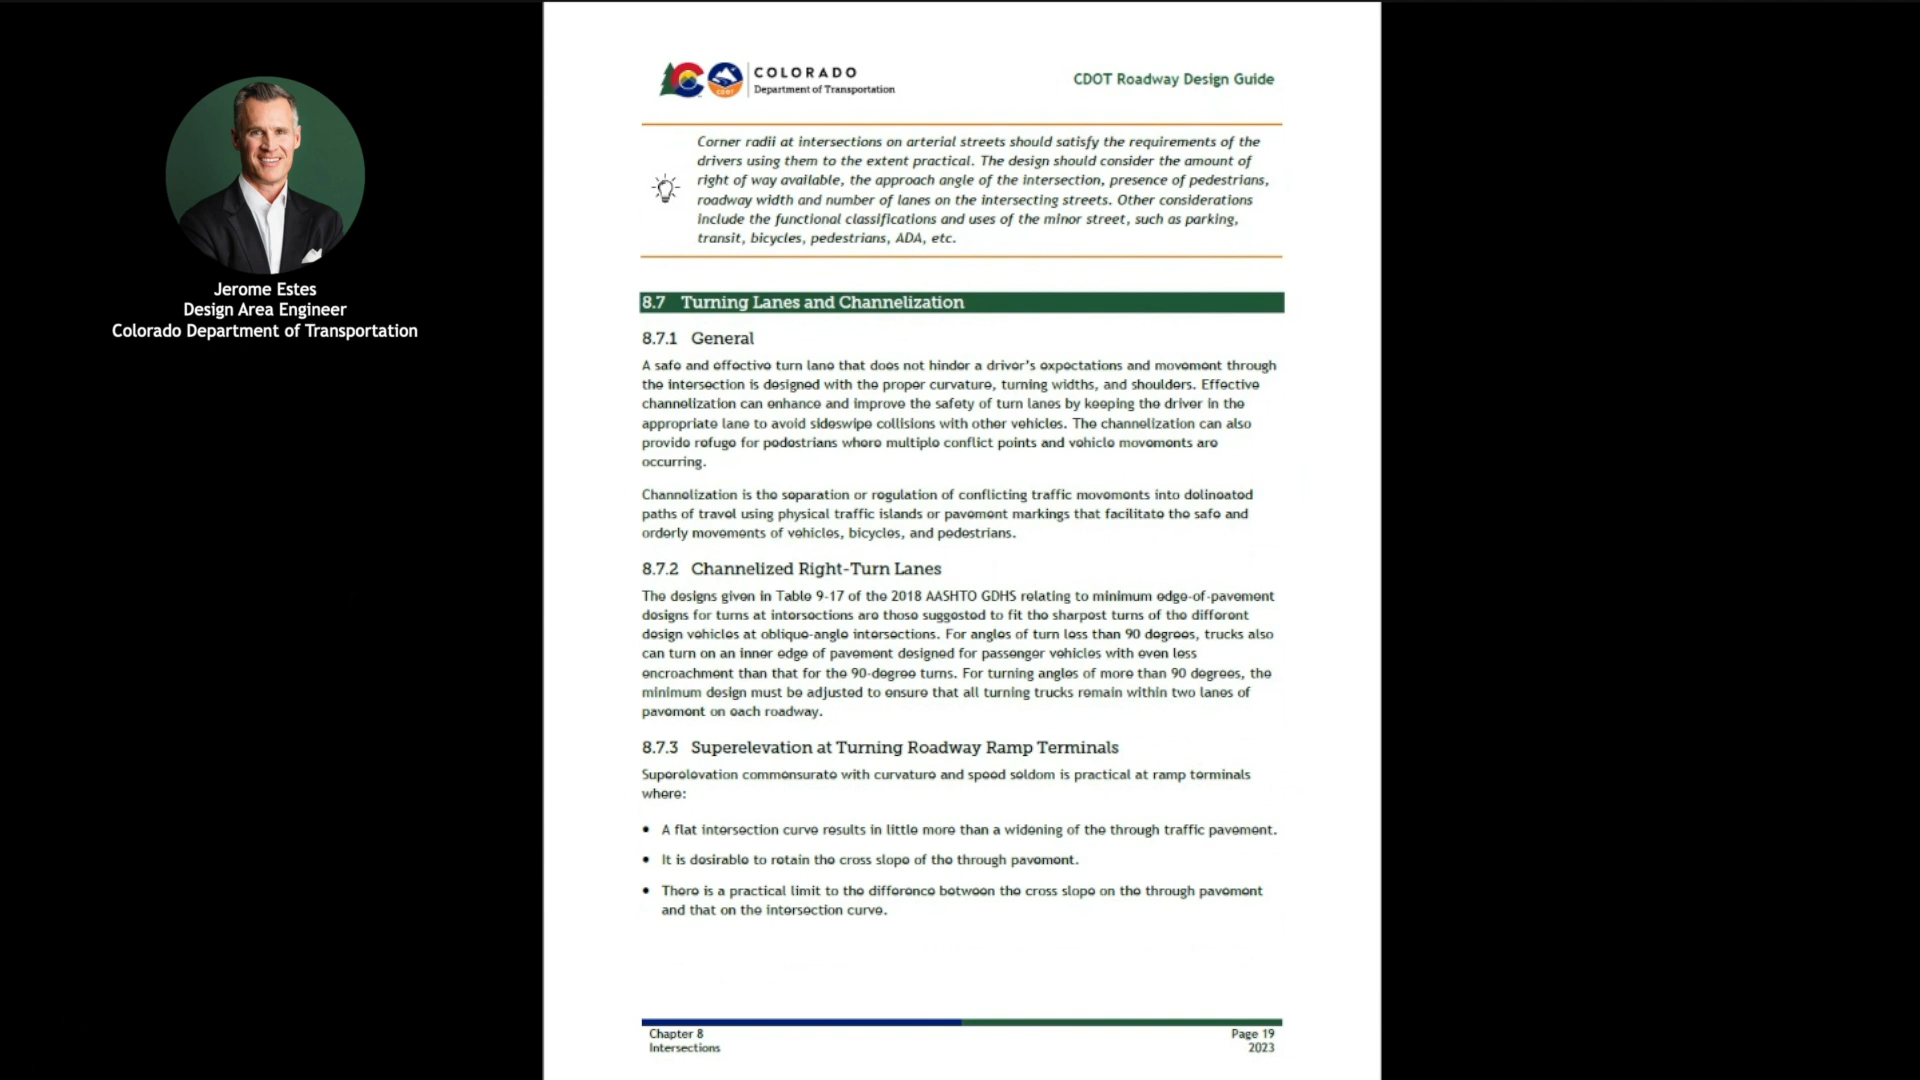 Jerome Estes
Design Area Engineer
Colorado Department of Transportation
COLORADO
Department of Transportation
CDOT
CDOT Roadway Design Guide
Corner radii at intersections on arterial streets should satisfy the requirements of the
drivers using them to the extent practical. The design should consider the amount of
right of way available, the approach angle of the intersection, presence of pedestrians,
roadway width and number of lanes on the intersecting streets. Other considerations
include the functional classifications and uses of the minor street, such as parking,
transit, bicycles, pedestrians, ADA, etc.
8.7 Turning Lanes and Channelization
8.7.1 General
A safe and effective turn lane that does not hinder a driver's expectations and movement through
the intersection is designed with the proper curvature, turning widths, and shoulders. Effective
channelization can enhance and improve the safety of turn lanes by keeping the driver in the
appropriate lane to avoid sideswipe collisions with other vehicles. The channelization can also
provide refuge for pedestrians where multiple conflict points and vehicle movements are
occurring.
Channelization is the separation or regulation of conflicting traffic movements into delineated
paths of travel using physical traffic islands or pavement markings that facilitate the safe and
orderly movements of vehicles, bicycles, and pedestrians.
8.7.2 Channelized Right-Turn Lanes
The designs given in Table 9-17 of the 2018 AASHTO GDHS relating to minimum edge-of-pavement
designs for turns at intersections are those suggested to fit the sharpest turns of the different
design vehicles at oblique-angle intersections. For angles of turn less than 90 degrees, trucks also
can turn on an inner edge of pavement designed for passenger vehicles with even less
encroachment than that for the 90-degree turns. For turning angles of more than 90 degrees, the
minimum design must be adjusted to ensure that all turning trucks remain within two lanes of
pavement on each roadway.
8.7.3 Superelevation at Turning Roadway Ramp Terminals
Superelevation commensurate with curvature and speed seldom is practical at ramp terminals
where:
• A flat intersection curve results in little more than a widening of the through traffic pavement.
• It is desirable to retain the cross slope of the through pavement.
• There is a practical limit to the difference between the cross slope on the through pavement
and that on the intersection curve.
Chapter 8
Intersections
Page 19
2023